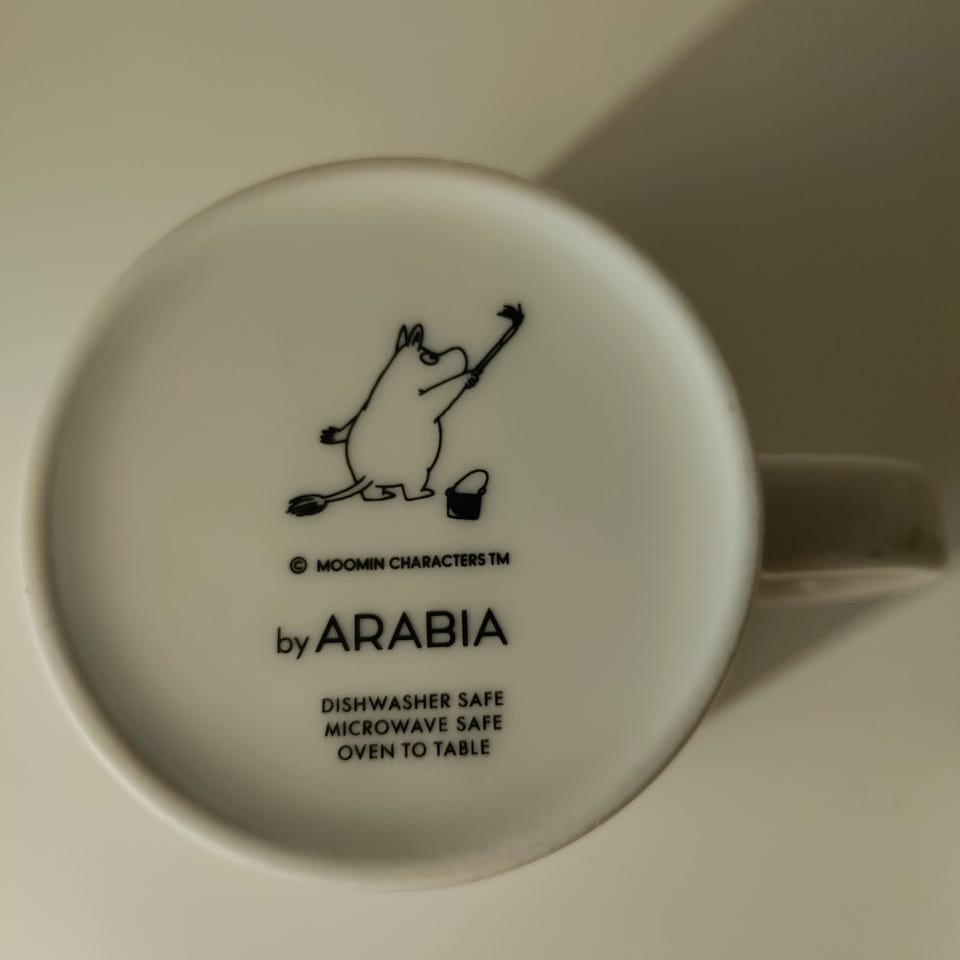 © MOOMIN CHARACTERS TM
by ARABIA
DISHWASHER SAFE
MICROWAVE SAFE
OVEN TO TABLE